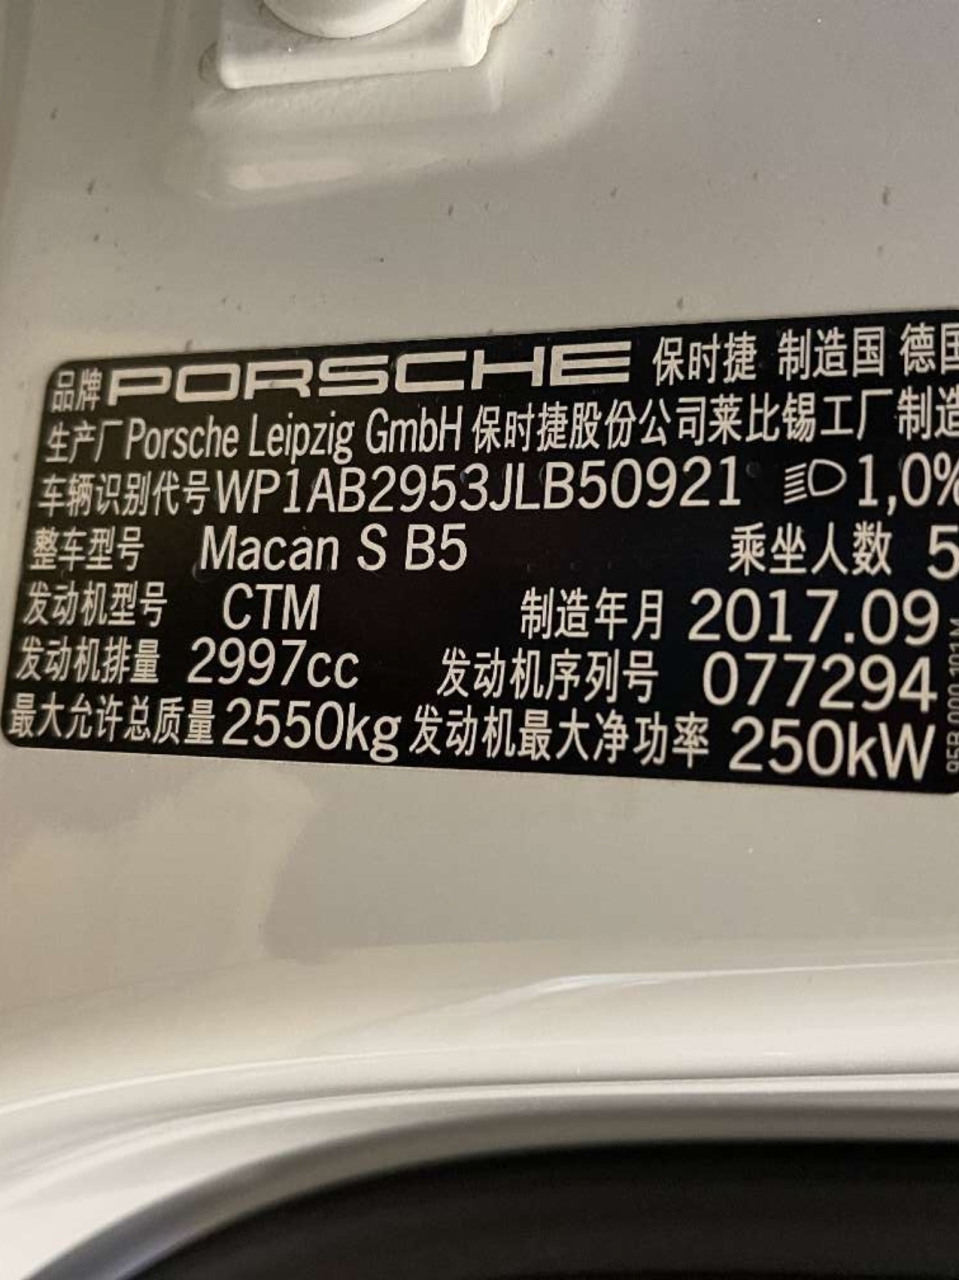 品牌 PORSCHE 保时捷 制造国 德国
生产厂 Porsche Leipzig GmbH 保时捷股份公司莱比锡工厂制造
车辆识别代号 WP1AB2953JLB50921 1,0%
整车型号 Macan S B5 乘坐人数 5
发动机型号 CTM 制造年月 2017.09
发动机排量 2997cc 发动机序列号 077294
最大允许总质量 2550kg 发动机最大净功率 250kW
95B 000 101M